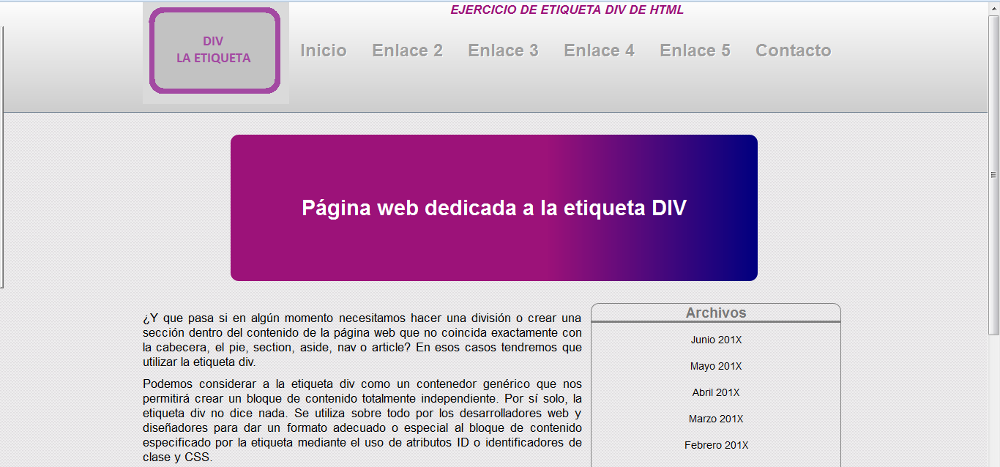 EJERCICIO DE ETIQUETA DIV DE HTML
DIV
LA ETIQUETA
Inicio Enlace 2 Enlace 3 Enlace 4 Enlace 5 Contacto
Página web dedicada a la etiqueta DIV
¿Y que pasa si en algún momento necesitamos hacer una división o crear una
sección dentro del contenido de la página web que no coincida exactamente con
la cabecera, el pie, section, aside, nav o article? En esos casos tendremos que
utilizar la etiqueta div.
Podemos considerar a la etiqueta div como un contenedor genérico que nos
permitirá crear un bloque de contenido totalmente independiente. Por sí solo, la
etiqueta div no dice nada. Se utiliza sobre todo por los desarrolladores web y
diseñadores para dar un formato adecuado o especial al bloque de contenido
especificado por la etiqueta mediante el uso de atributos ID o identificadores de
clase y CSS.
Archivos
Junio 201X
Mayo 201X
Abril 201X
Marzo 201X
Febrero 201X